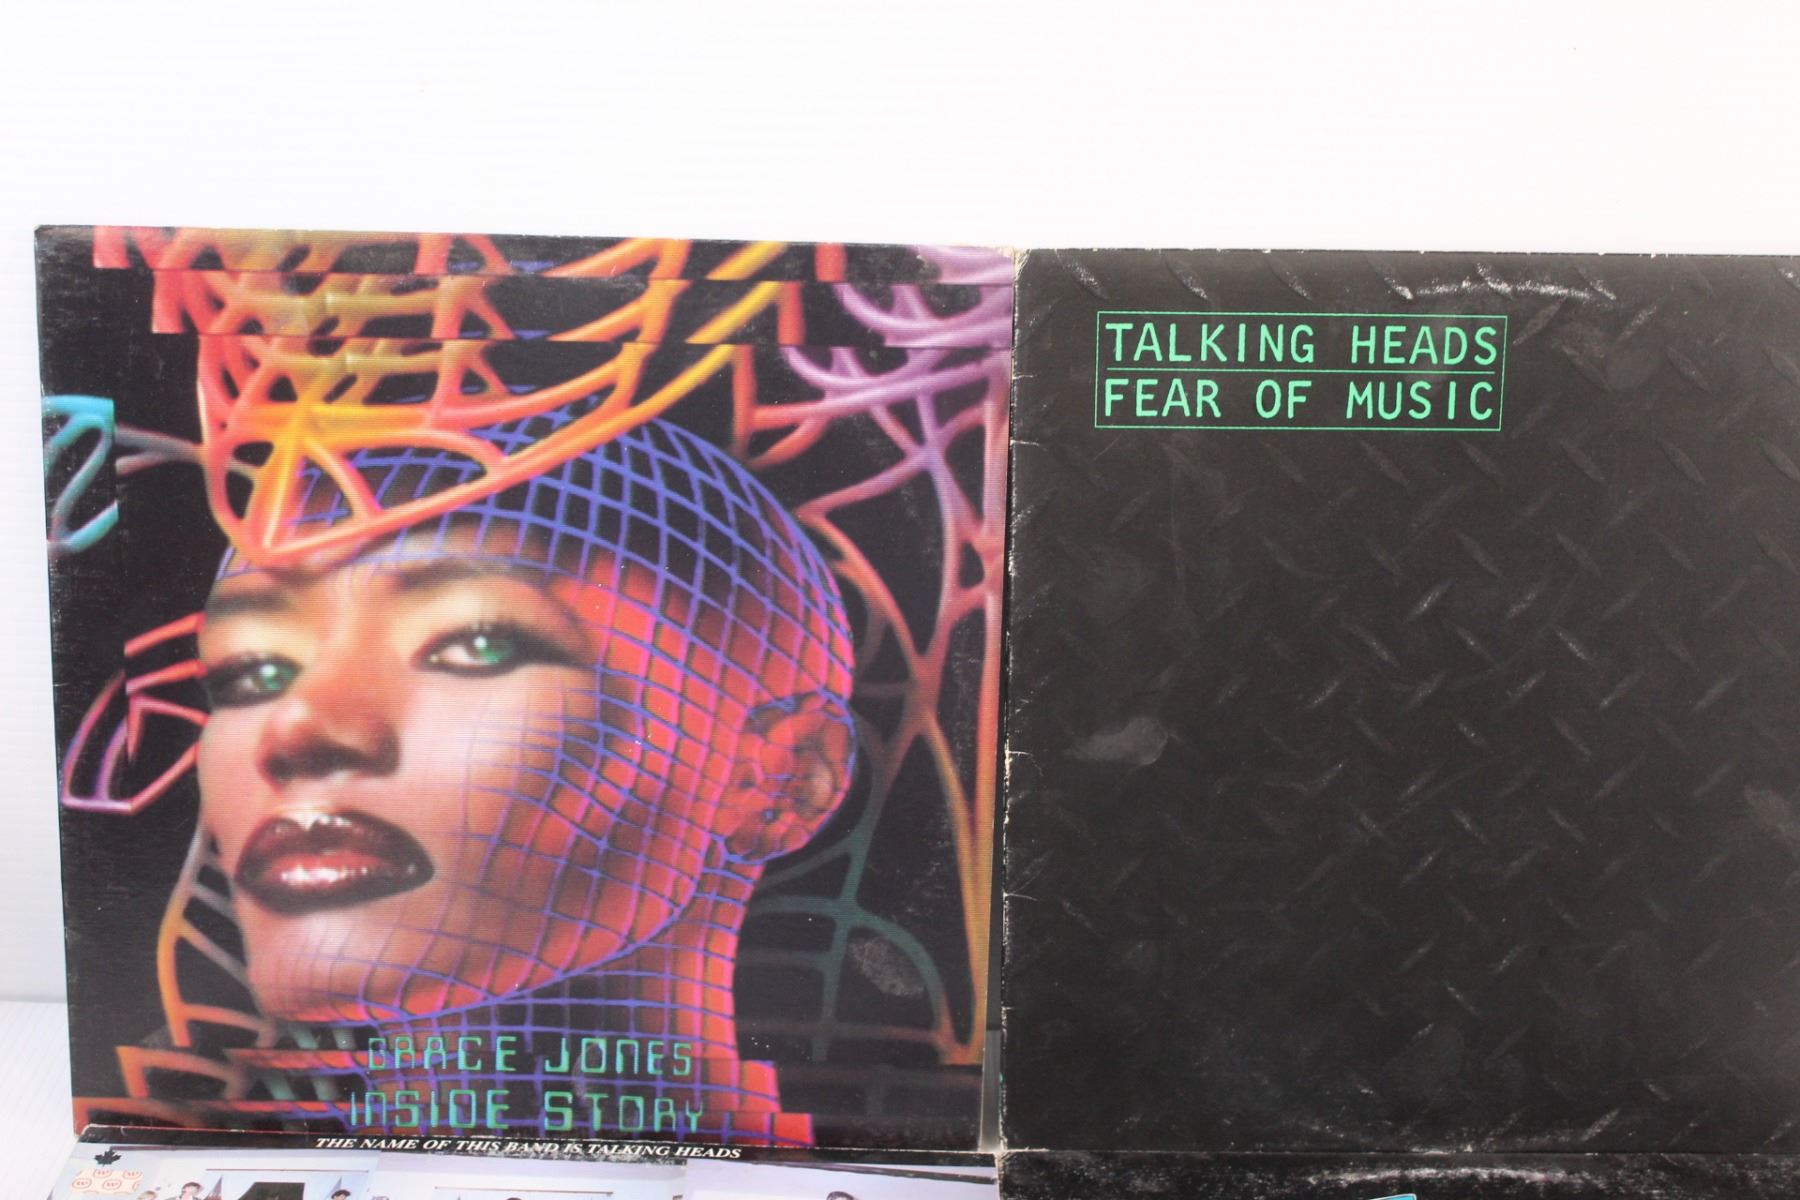 TALKING HEADS
FEAR OF MUSIC
GRACE JONES
INSIDE STORY
THE NAME OF THIS BAND IS TALKING HEADS